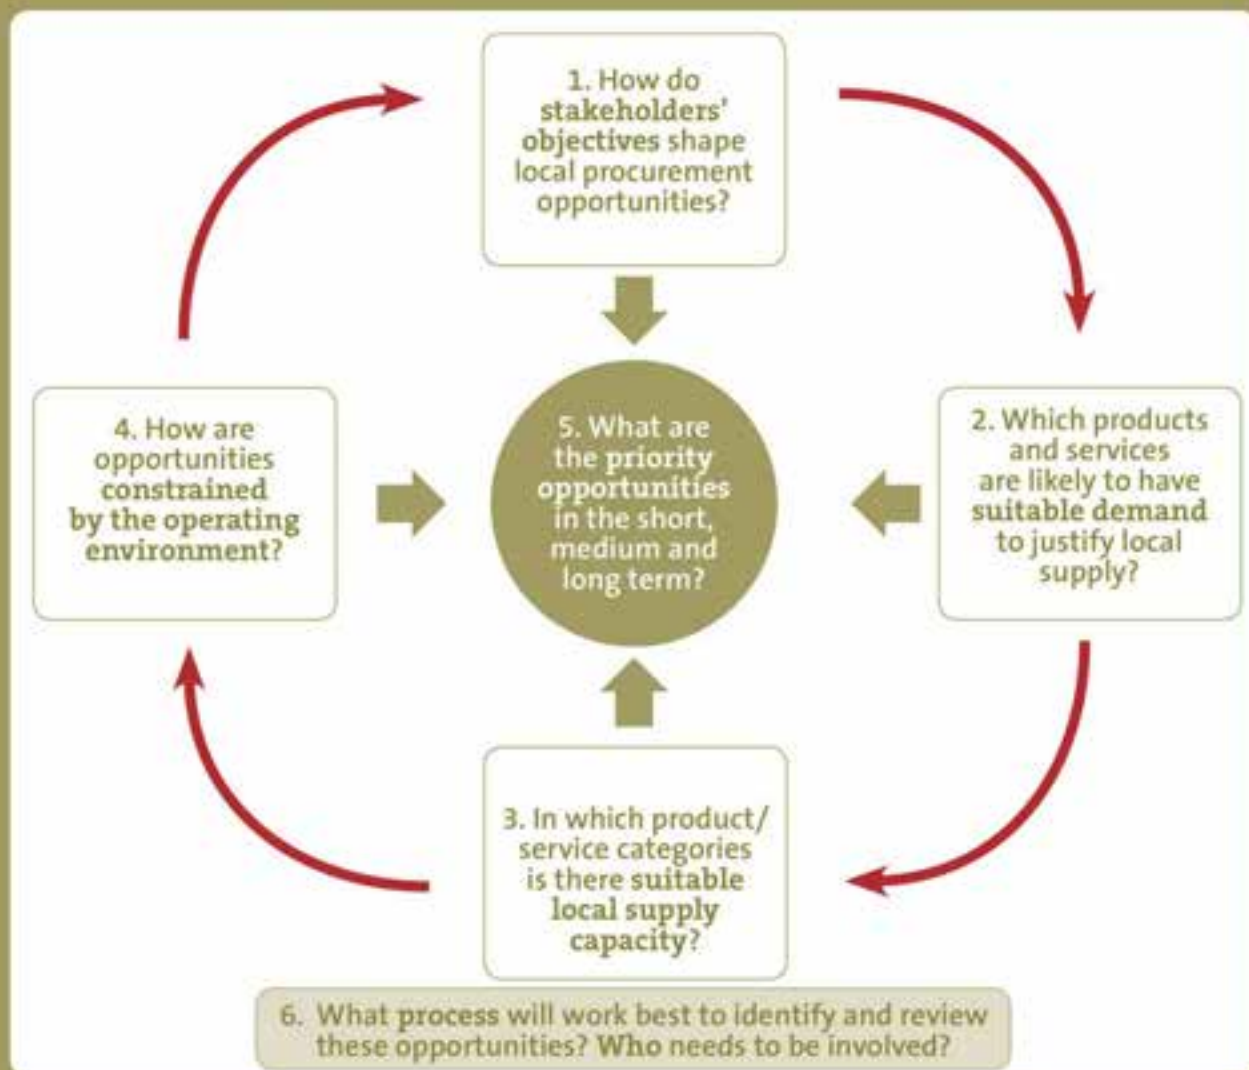 1. How do
stakeholders'
objectives shape
local procurement
opportunities?
2. Which products
and services
are likely to have
suitable demand
to justify local
supply?
3. In which product/
service categories
is there suitable
local supply
capacity?
4. How are
opportunities
constrained
by the operating
environment?
5. What are
the priority
opportunities
in the short,
medium and
long term?
6. What process will work best to identify and review
these opportunities? Who needs to be involved?